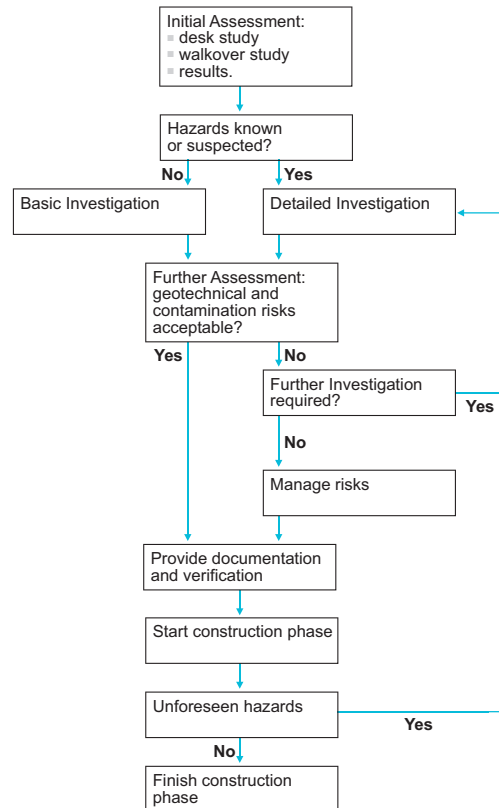 Initial Assessment:
desk study
walkover study
results.
Hazards known
or suspected?
No
Yes
Basic Investigation
Detailed Investigation
Further Assessment:
geotechnical and
contamination risks
acceptable?
Yes
No
Further Investigation
required?
Yes
No
Manage risks
Provide documentation
and verification
Start construction phase
Unforeseen hazards
Yes
No
Finish construction
phase